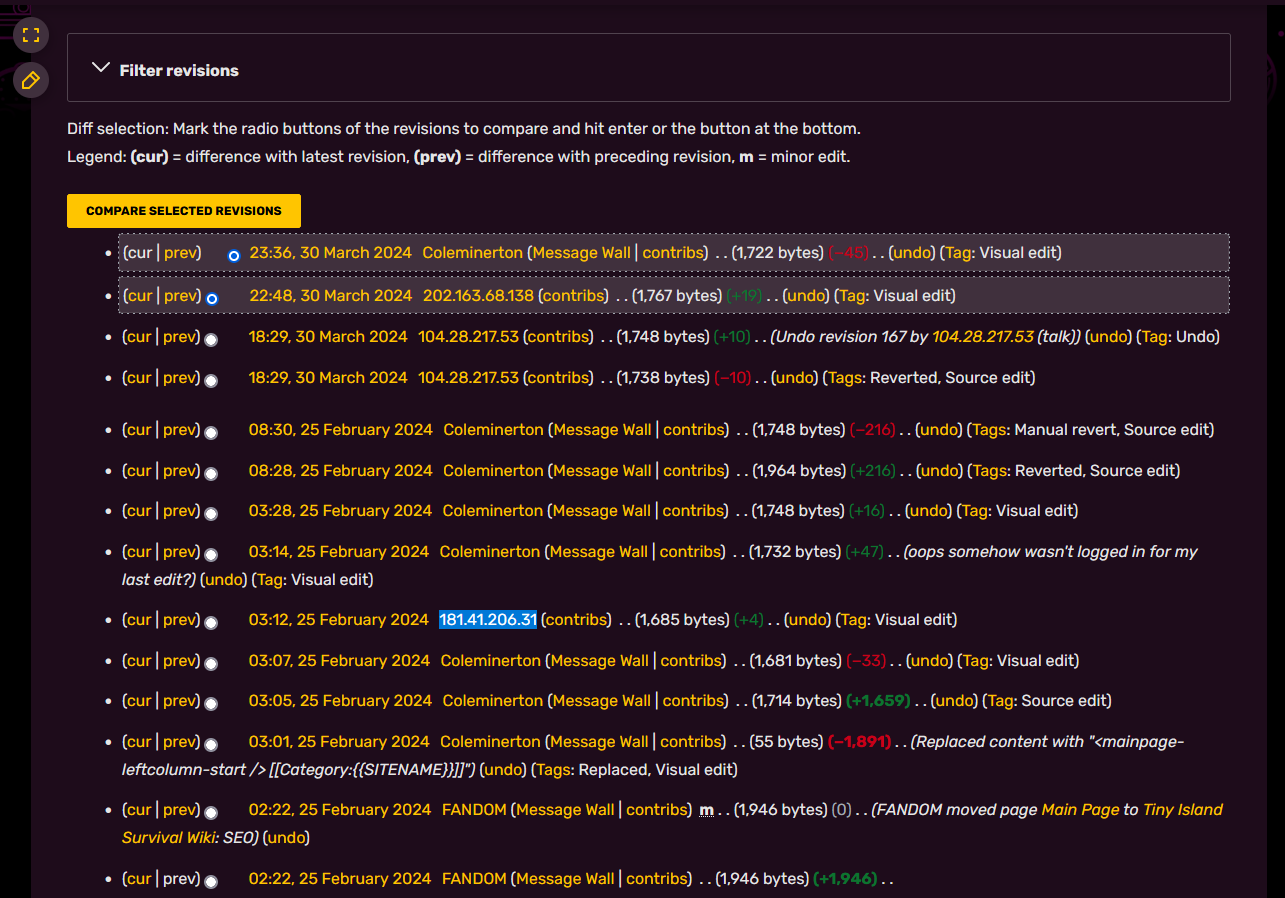 Filter revisions
Diff selection: Mark the radio buttons of the revisions to compare and hit enter or the button at the bottom.
Legend: (cur) = difference with latest revision, (prev) = difference with preceding revision, m = minor edit.
COMPARE SELECTED REVISIONS
(cur | prev) 23:36, 30 March 2024 Coleminerton (Message Wall | contribs) . . (1,722 bytes) (−45) . . (undo) (Tag: Visual edit)
(cur | prev) 22:48, 30 March 2024 202.163.68.138 (contribs) . . (1,767 bytes) (+19) . . (undo) (Tag: Visual edit)
(cur | prev) 18:29, 30 March 2024 104.28.217.53 (contribs) . . (1,748 bytes) (+10) . . (Undo revision 167 by 104.28.217.53 (talk)) (undo) (Tag: Undo)
(cur | prev) 18:29, 30 March 2024 104.28.217.53 (contribs) . . (1,738 bytes) (−10) . . (undo) (Tags: Reverted, Source edit)
(cur | prev) 08:30, 25 February 2024 Coleminerton (Message Wall | contribs) . . (1,748 bytes) (−216) . . (undo) (Tags: Manual revert, Source edit)
(cur | prev) 08:28, 25 February 2024 Coleminerton (Message Wall | contribs) . . (1,964 bytes) (+216) . . (undo) (Tags: Reverted, Source edit)
(cur | prev) 03:28, 25 February 2024 Coleminerton (Message Wall | contribs) . . (1,748 bytes) (+16) . . (undo) (Tag: Visual edit)
(cur | prev) 03:14, 25 February 2024 Coleminerton (Message Wall | contribs) . . (1,732 bytes) (+47) . . (oops somehow wasn't logged in for my
last edit?) (undo) (Tag: Visual edit)
(cur | prev) 03:12, 25 February 2024 181.41.206.31 (contribs) . . (1,685 bytes) (+4) . . (undo) (Tag: Visual edit)
(cur | prev) 03:07, 25 February 2024 Coleminerton (Message Wall | contribs) . . (1,681 bytes) (−33) . . (undo) (Tag: Visual edit)
(cur | prev) 03:05, 25 February 2024 Coleminerton (Message Wall | contribs) . . (1,714 bytes) (+1,659) . . (undo) (Tag: Source edit)
(cur | prev) 03:01, 25 February 2024 Coleminerton (Message Wall | contribs) . . (55 bytes) (−1,891) . . (Replaced content with "<mainpage-
leftcolumn-start /> [[Category:{{SITENAME}}]]") (undo) (Tags: Replaced, Visual edit)
(cur | prev) 02:22, 25 February 2024 FANDOM (Message Wall | contribs) m . . (1,946 bytes) (0) . . (FANDOM moved page Main Page to Tiny Island
Survival Wiki: SEO) (undo)
(cur | prev) 02:22, 25 February 2024 FANDOM (Message Wall | contribs) . . (1,946 bytes) (+1,946) . .